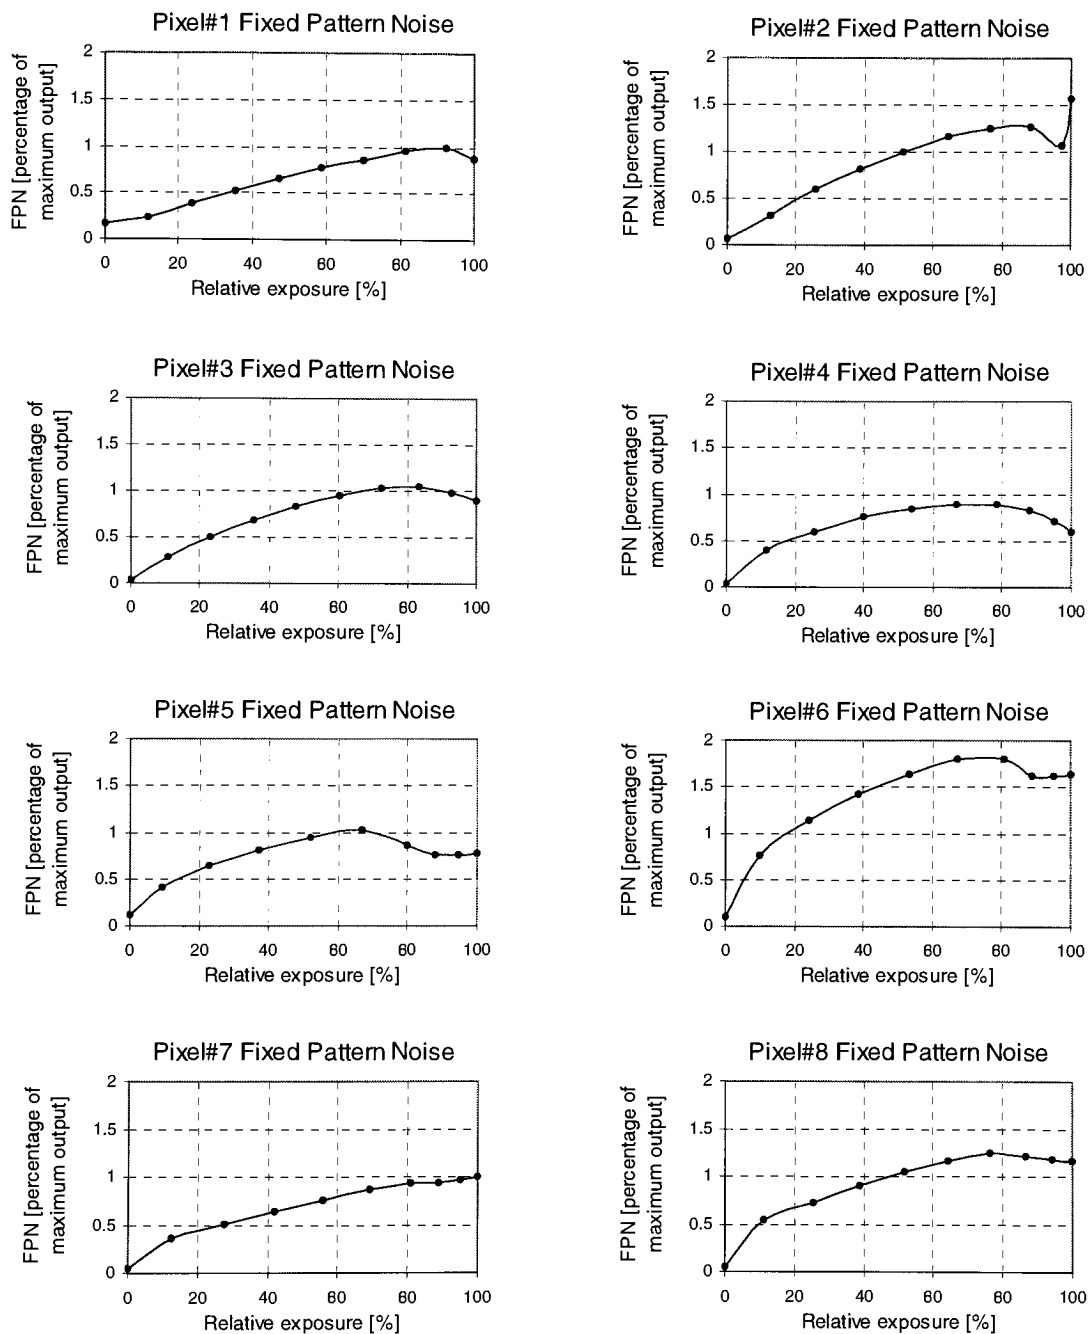 Pixel#1 Fixed Pattern Noise
FPN [percentage of
maximum output]
2
1.5
1
0.5
0
0 20 40 60 80 100
Relative exposure [%]
Pixel#2 Fixed Pattern Noise
FPN [percentage of
maximum output]
2
1.5
1
0.5
0
0 20 40 60 80 100
Relative exposure [%]
Pixel#3 Fixed Pattern Noise
FPN [percentage of
maximum output]
2
1.5
1
0.5
0
0 20 40 60 80 100
Relative exposure [%]
Pixel#4 Fixed Pattern Noise
FPN [percentage of
maximum output]
2
1.5
1
0.5
0
0 20 40 60 80 100
Relative exposure [%]
Pixel#5 Fixed Pattern Noise
FPN [percentage of
maximum output]
2
1.5
1
0.5
0
0 20 40 60 80 100
Relative exposure [%]
Pixel#6 Fixed Pattern Noise
FPN [percentage of
maximum output]
2
1.5
1
0.5
0
0 20 40 60 80 100
Relative exposure [%]
Pixel#7 Fixed Pattern Noise
FPN [percentage of
maximum output]
2
1.5
1
0.5
0
0 20 40 60 80 100
Relative exposure [%]
Pixel#8 Fixed Pattern Noise
FPN [percentage of
maximum output]
2
1.5
1
0.5
0
0 20 40 60 80 100
Relative exposure [%]